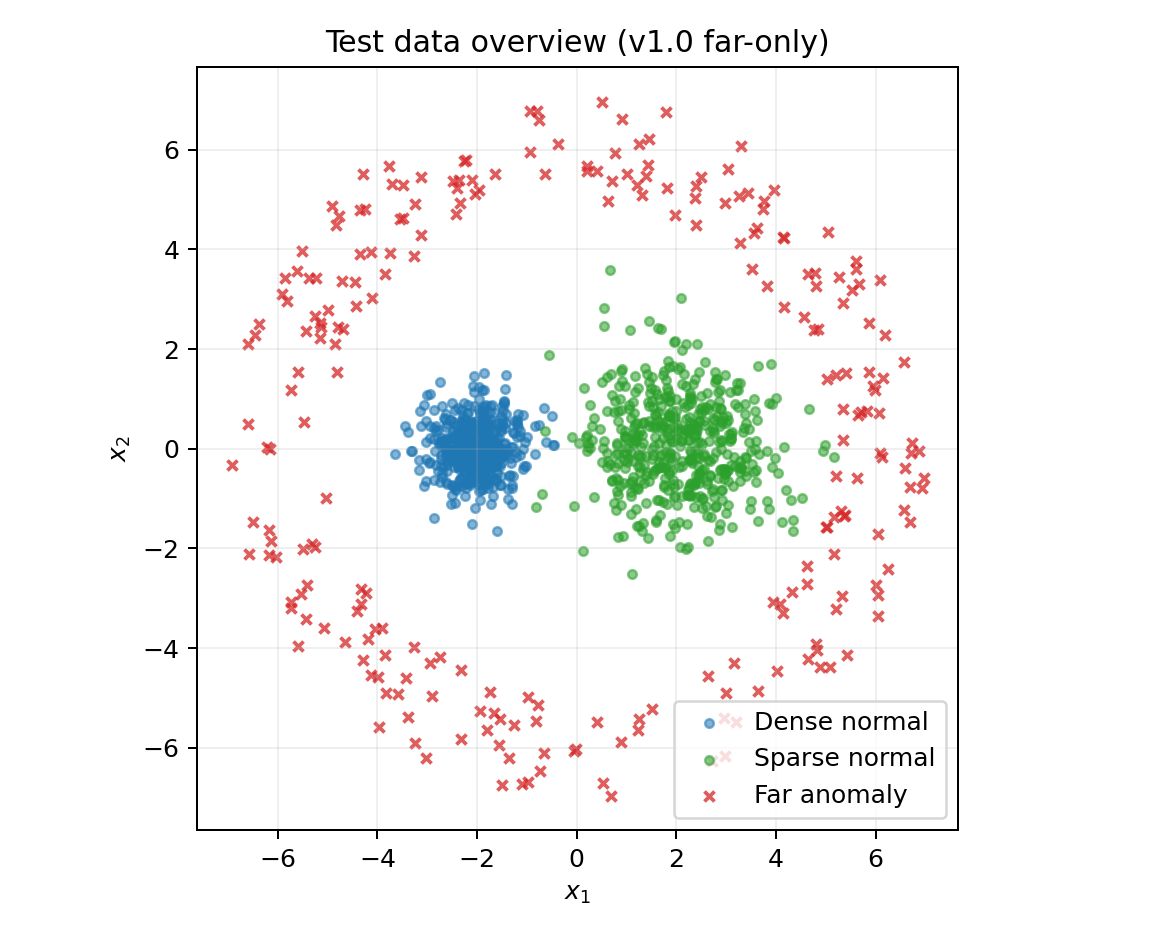 Test data overview (v1.0 far-only)
6
4
2
0
−2
−4
−6
x₂
−6 −4 −2 0 2 4 6
x₁
Dense normal
Sparse normal
Far anomaly